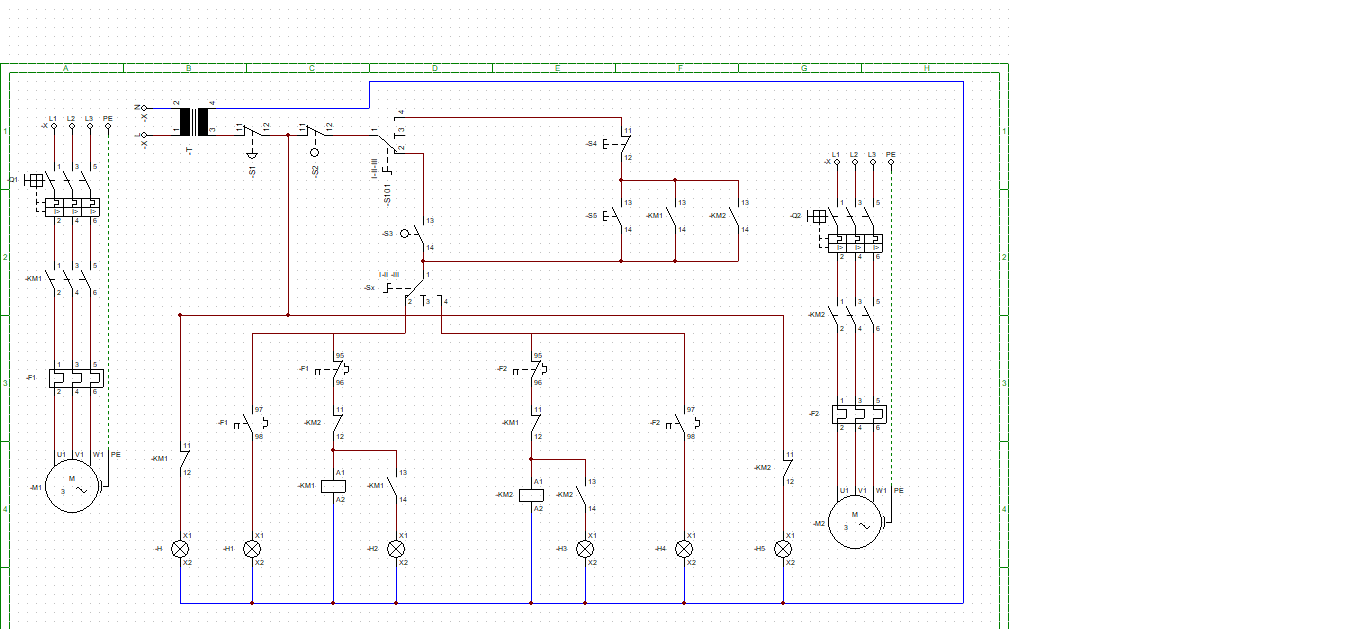 A B C D E F G H
1 1
2 2
3 3
4 4
L1 L2 L3 PE
-X
-Q1
1 3 5
I> I> I>
2 4 6
-KM1
1 3 5
2 4 6
-F1
1 3 5
2 4 6
U1 V1 W1 PE
-M1
M
3
N
-X
L
-X
2 4
1 3
-T
11 12
-S1
11 12
-S2
1
4
3
2
I-II-III
-S101
-S3
13
14
I-II -III
-Sx
1
2 3 4
-S4
11
12
-S5
13
14
-KM1
13
14
-KM2
13
14
-KM1
11
12
-H
X1
X2
-F1
97
98
-H1
X1
X2
-F1
95
96
-KM2
11
12
-KM1
A1
A2
-KM1
13
14
-H2
X1
X2
-F2
95
96
-KM1
11
12
-KM2
A1
A2
-KM2
13
14
-H3
X1
X2
-F2
97
98
-H4
X1
X2
-KM2
11
12
-H5
X1
X2
L1 L2 L3 PE
-X
-Q2
1 3 5
I> I> I>
2 4 6
-KM2
1 3 5
2 4 6
-F2
1 3 5
2 4 6
U1 V1 W1 PE
-M2
M
3